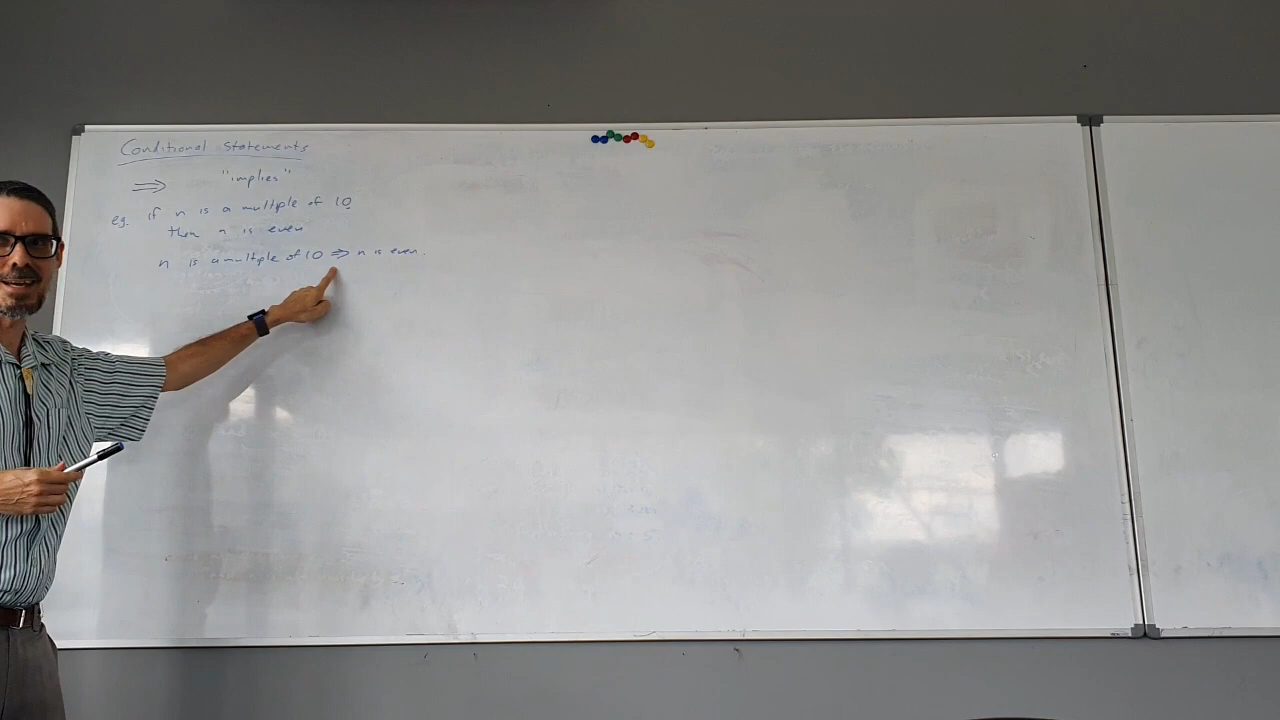 Conditional Statements
⇒ "implies"
eg. if n is a multiple of 10
then n is even
n is a multiple of 10 ⇒ n is even.